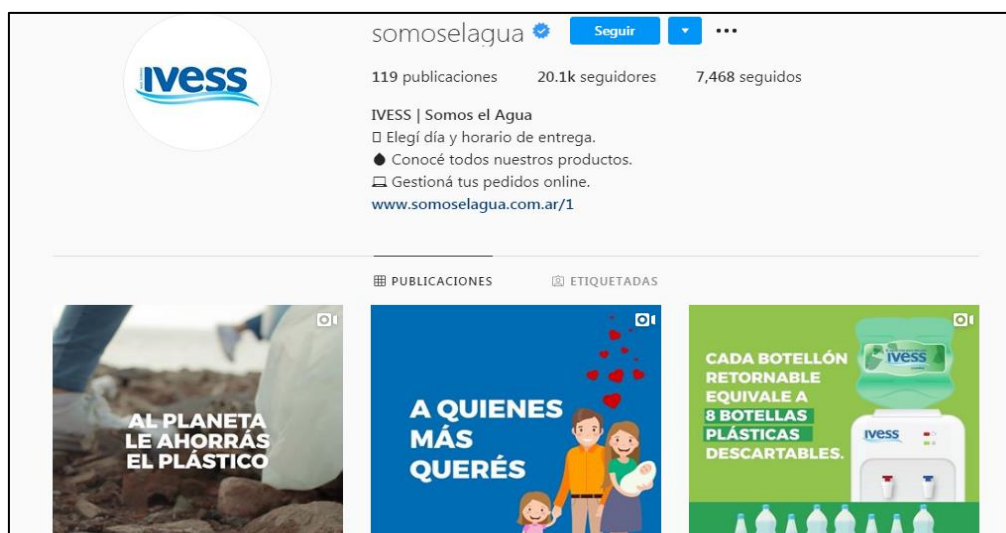 IVESS
somoselagua
Seguir
119 publicaciones 20.1k seguidores 7,468 seguidos
IVESS | Somos el Agua
Elegí día y horario de entrega.
Conocé todos nuestros productos.
Gestioná tus pedidos online.
www.somoselagua.com.ar/1
PUBLICACIONES ETIQUETADAS
AL PLANETA
LE AHORRÁS
EL PLÁSTICO
A QUIENES
MÁS
QUERÉS
CADA BOTELLÓN
RETORNABLE
EQUIVALE A
8 BOTELLAS
PLÁSTICAS
DESCARTABLES.
IVESS
IVESS